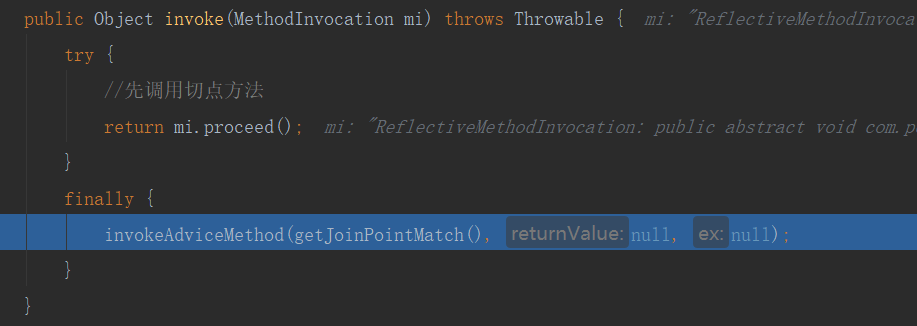 public Object invoke(MethodInvocation mi) throws Throwable { mi: "ReflectiveMethodInvoca
try {
//先调用切点方法
return mi.proceed(); mi: "ReflectiveMethodInvocation: public abstract void com.p
}
finally {
invokeAdviceMethod(getJoinPointMatch(), returnValue: null, ex: null);
}
}